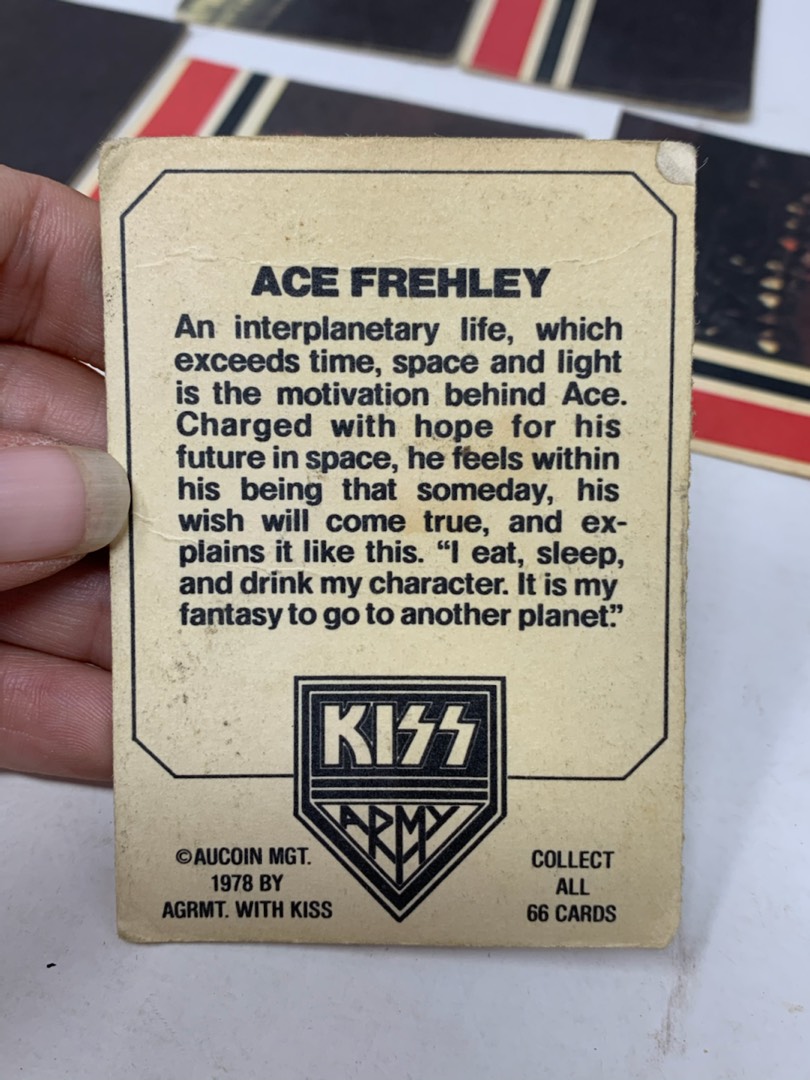 ACE FREHLEY
An interplanetary life, which
exceeds time, space and light
is the motivation behind Ace.
Charged with hope for his
future in space, he feels within
his being that someday, his
wish will come true, and ex-
plains it like this. “I eat, sleep,
and drink my character. It is my
fantasy to go to another planet.”
KISS
ARMY
©AUCOIN MGT.
1978 BY
AGRMT. WITH KISS
COLLECT
ALL
66 CARDS